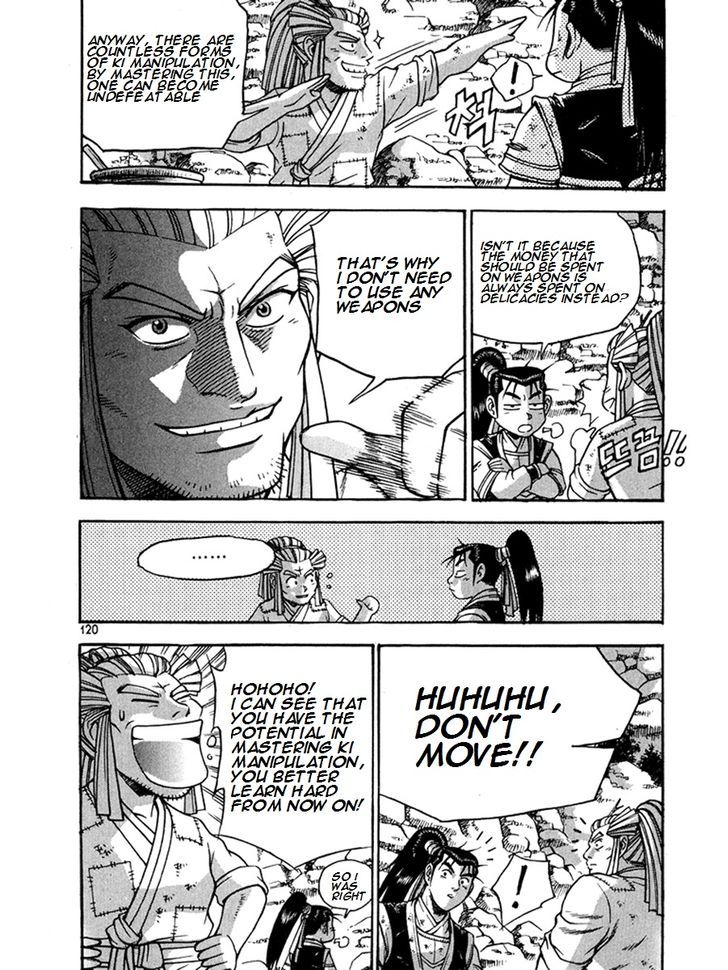 ANYWAY, THERE ARE
COUNTLESS FORMS
OF KI MANIPULATION,
BY MASTERING THIS,
ONE CAN BECOME
UNDEFEATABLE
!
척
THAT'S WHY
I DON'T NEED
TO USE ANY
WEAPONS
ISN'T IT BECAUSE
THE MONEY THAT
SHOULD BE SPENT
ON WEAPONS IS
ALWAYS SPENT ON
DELICACIES INSTEAD?
뜨끔!!
......
120
HOHOHO!
I CAN SEE THAT
YOU HAVE THE
POTENTIAL IN
MASTERING KI
MANIPULATION,
YOU BETTER
LEARN HARD
FROM NOW ON!
SO I
WAS
RIGHT
HUHUHU,
DON'T
MOVE!!
!